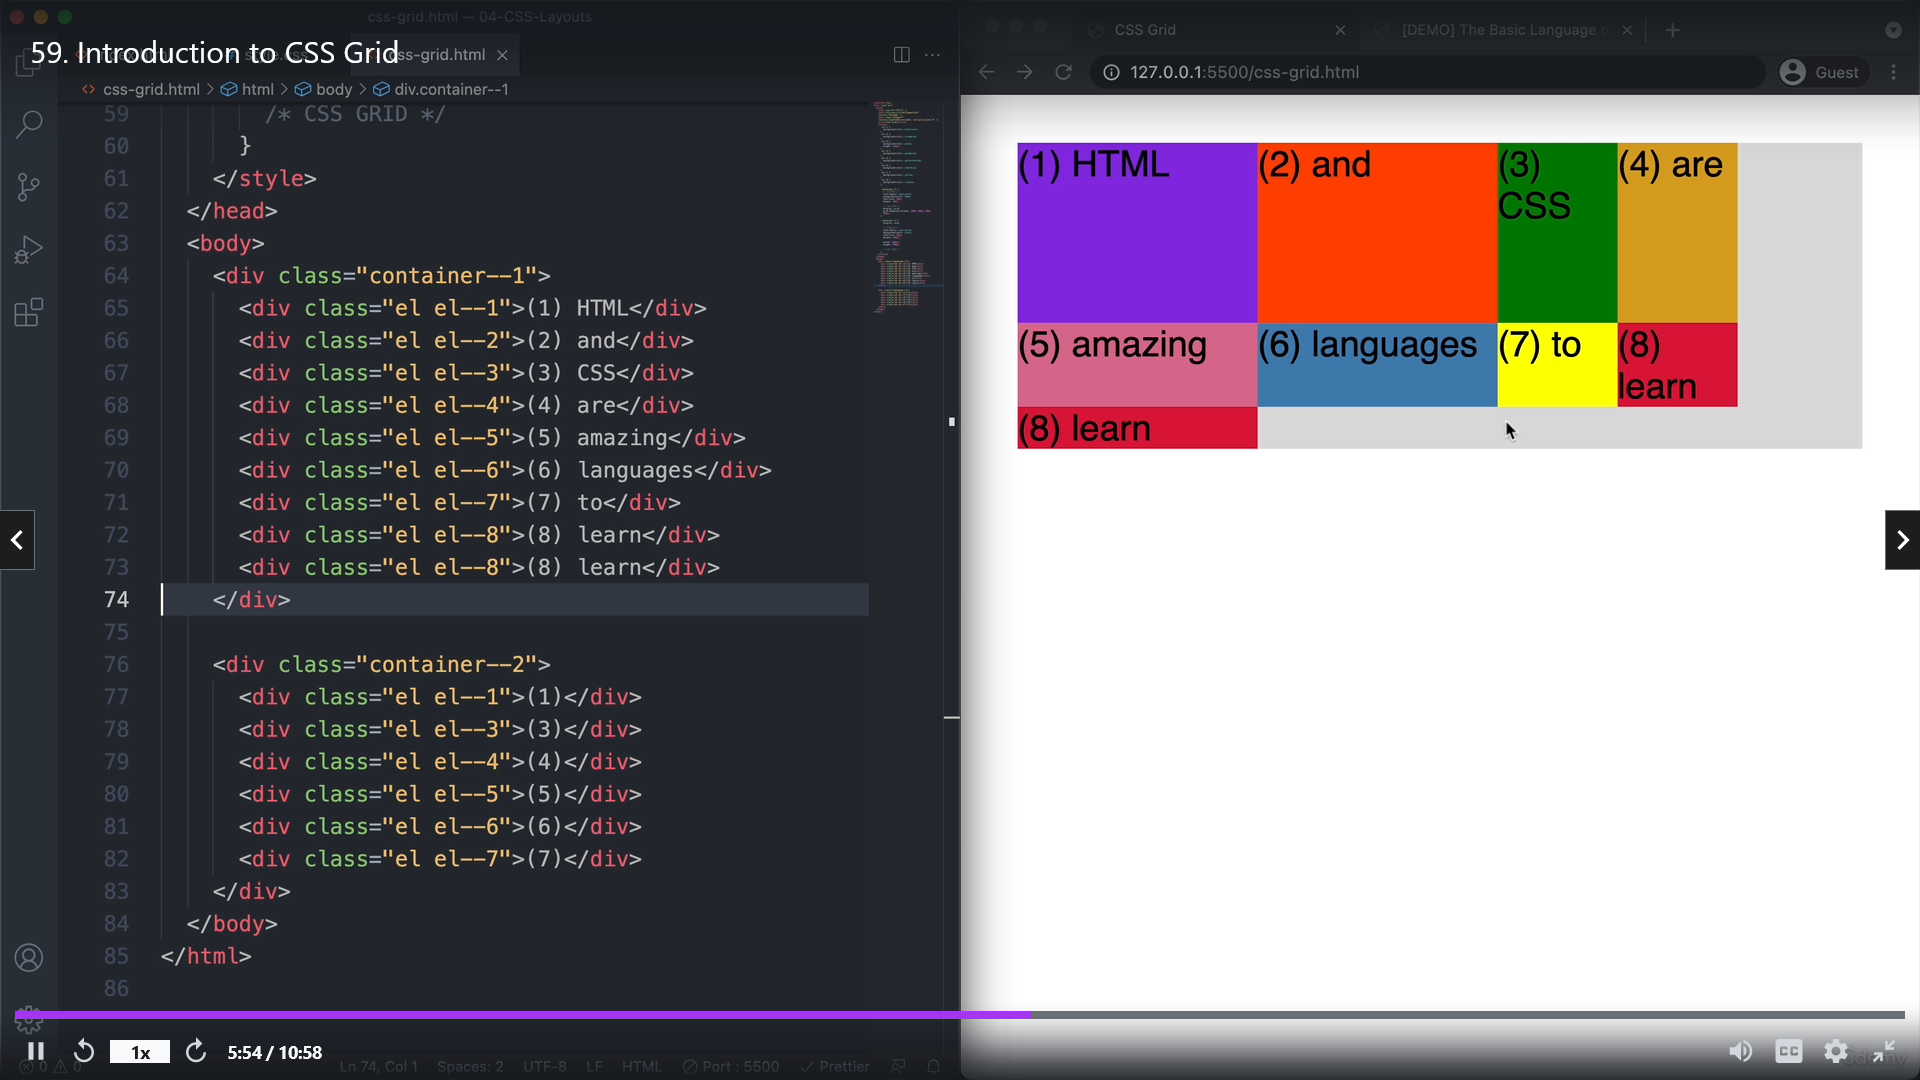 css-grid.html — 04-CSS-Layouts
59. Introduction to CSS Grid
css-grid.html
css-grid.html > html > body > div.container--1
59 /* CSS GRID */
60 }
61 </style>
62 </head>
63 <body>
64 <div class="container--1">
65 <div class="el el--1">(1) HTML</div>
66 <div class="el el--2">(2) and</div>
67 <div class="el el--3">(3) CSS</div>
68 <div class="el el--4">(4) are</div>
69 <div class="el el--5">(5) amazing</div>
70 <div class="el el--6">(6) languages</div>
71 <div class="el el--7">(7) to</div>
72 <div class="el el--8">(8) learn</div>
73 <div class="el el--8">(8) learn</div>
74 </div>
75
76 <div class="container--2">
77 <div class="el el--1">(1)</div>
78 <div class="el el--3">(3)</div>
79 <div class="el el--4">(4)</div>
80 <div class="el el--5">(5)</div>
81 <div class="el el--6">(6)</div>
82 <div class="el el--7">(7)</div>
83 </div>
84 </body>
85 </html>
86
CSS Grid
[DEMO] The Basic Language o
127.0.0.1:5500/css-grid.html
Guest
(1) HTML
(2) and
(3)
CSS
(4) are
(5) amazing
(6) languages
(7) to
(8)
learn
(8) learn
1x
5:54 / 10:58
CC
0 0 Ln 74, Col 1 Spaces: 2 UTF-8 LF HTML Port : 5500 Prettier
Udemy